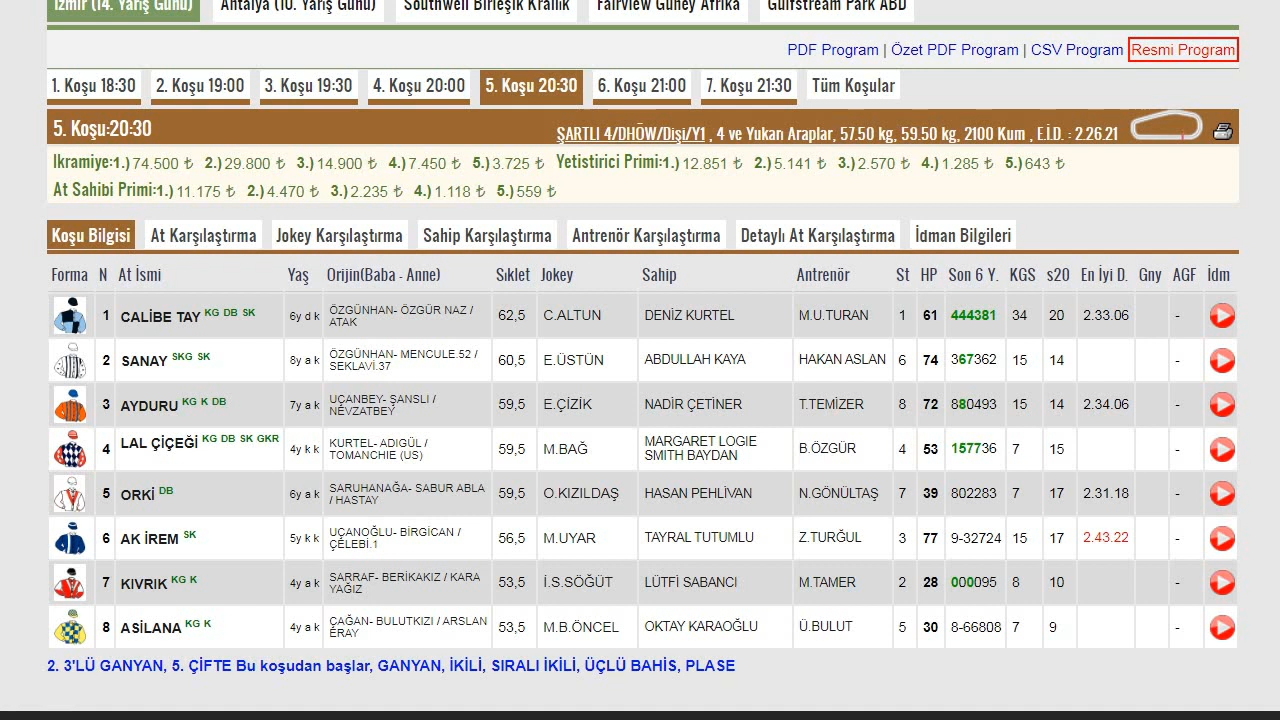 İzmir (14. Yarış Günü) Antalya (10. Yarış Günü) Southwell Birleşik Krallık Fairview Güney Afrika Gulfstream Park ABD
PDF Program | Özet PDF Program | CSV Program Resmi Program
1. Koşu 18:30 2. Koşu 19:00 3. Koşu 19:30 4. Koşu 20:00 5. Koşu 20:30 6. Koşu 21:00 7. Koşu 21:30 Tüm Koşular
5. Koşu:20:30 ŞARTLI 4/DHÖW/Dişi/Y1 , 4 ve Yukarı Araplar, 57.50 kg, 59.50 kg, 2100 Kum , E.İ.D. : 2.26.21
Ikramiye:1.) 74.500 ₺ 2.) 29.800 ₺ 3.) 14.900 ₺ 4.) 7.450 ₺ 5.) 3.725 ₺ Yetistirici Primi:1.) 12.851 ₺ 2.) 5.141 ₺ 3.) 2.570 ₺ 4.) 1.285 ₺ 5.) 643 ₺
At Sahibi Primi:1.) 11.175 ₺ 2.) 4.470 ₺ 3.) 2.235 ₺ 4.) 1.118 ₺ 5.) 559 ₺
Koşu Bilgisi At Karşılaştırma Jokey Karşılaştırma Sahip Karşılaştırma Antrenör Karşılaştırma Detaylı At Karşılaştırma İdman Bilgileri
Forma N At İsmi Yaş Orijin(Baba - Anne) Sıklet Jokey Sahip Antrenör St HP Son 6 Y. KGS s20 En İyi D. Gny AGF İdm
1 CALİBE TAY KG DB SK 6y d k ÖZGÜNHAN- ÖZGÜR NAZ / ATAK 62,5 C.ALTUN DENİZ KURTEL M.U.TURAN 1 61 444381 34 20 2.33.06 -
2 SANAY SKG SK 8y a k ÖZGÜNHAN- MENCULE.52 / SEKLAVİ.37 60,5 E.ÜSTÜN ABDULLAH KAYA HAKAN ASLAN 6 74 367362 15 14 -
3 AYDURU KG K DB 7y a k UÇANBEY- ŞANSLI / NEVZATBEY 59,5 E.ÇİZİK NADİR ÇETİNER T.TEMİZER 8 72 880493 15 14 2.34.06 -
4 LAL ÇİÇEĞİ KG DB SK GKR 4y k k KURTEL- ADIGÜL / TOMANCHIE (US) 59,5 M.BAĞ MARGARET LOGIE SMITH BAYDAN B.ÖZGÜR 4 53 157736 7 15 -
5 ORKİ DB 6y a k SARUHANAĞA- SABUR ABLA / HASTAY 59,5 O.KIZILDAŞ HASAN PEHLİVAN N.GÖNÜLTAŞ 7 39 802283 7 17 2.31.18 -
6 AK İREM SK 5y k k UÇANOĞLU- BİRGİCAN / ÇELEBİ.1 56,5 M.UYAR TAYRAL TUTUMLU Z.TURĞUL 3 77 9-32724 15 17 2.43.22 -
7 KIVRIK KG K 4y a k SARRAF- BERİKAKIZ / KARA YAĞIZ 53,5 İ.S.SÖĞÜT LÜTFİ SABANCI M.TAMER 2 28 000095 8 10 -
8 ASİLANA KG K 4y a k ÇAĞAN- BULUTKIZI / ARSLAN ERAY 53,5 M.B.ÖNCEL OKTAY KARAOĞLU Ü.BULUT 5 30 8-66808 7 9 -
2. 3'LÜ GANYAN, 5. ÇİFTE Bu koşudan başlar, GANYAN, İKİLİ, SIRALI İKİLİ, ÜÇLÜ BAHİS, PLASE